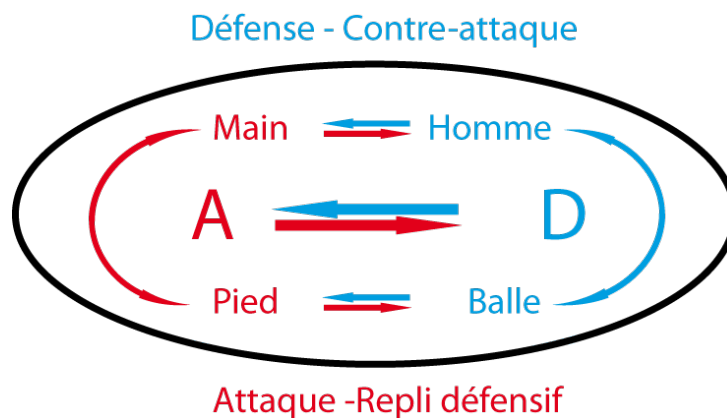 Défense - Contre-attaque
Main Homme
A D
Pied Balle
Attaque -Repli défensif